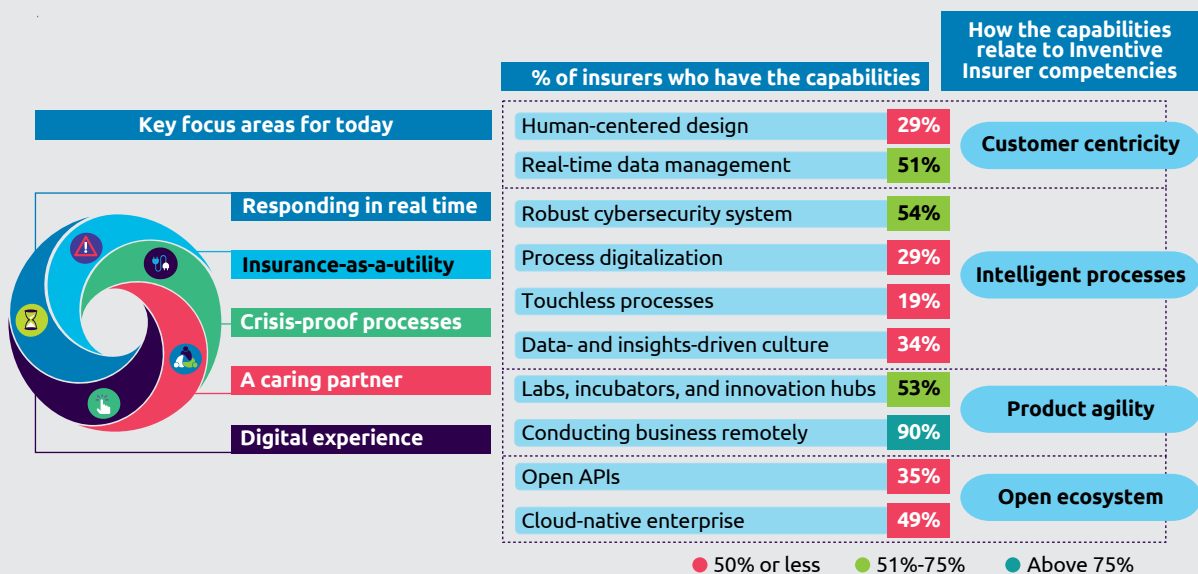 How the capabilities
relate to Inventive
Insurer competencies
% of insurers who have the capabilities
Key focus areas for today
Responding in real time
Insurance-as-a-utility
Crisis-proof processes
A caring partner
Digital experience
Human-centered design 29%
Real-time data management 51%
Customer centricity
Robust cybersecurity system 54%
Process digitalization 29%
Touchless processes 19%
Data- and insights-driven culture 34%
Intelligent processes
Labs, incubators, and innovation hubs 53%
Conducting business remotely 90%
Product agility
Open APIs 35%
Cloud-native enterprise 49%
Open ecosystem
50% or less 51%-75% Above 75%